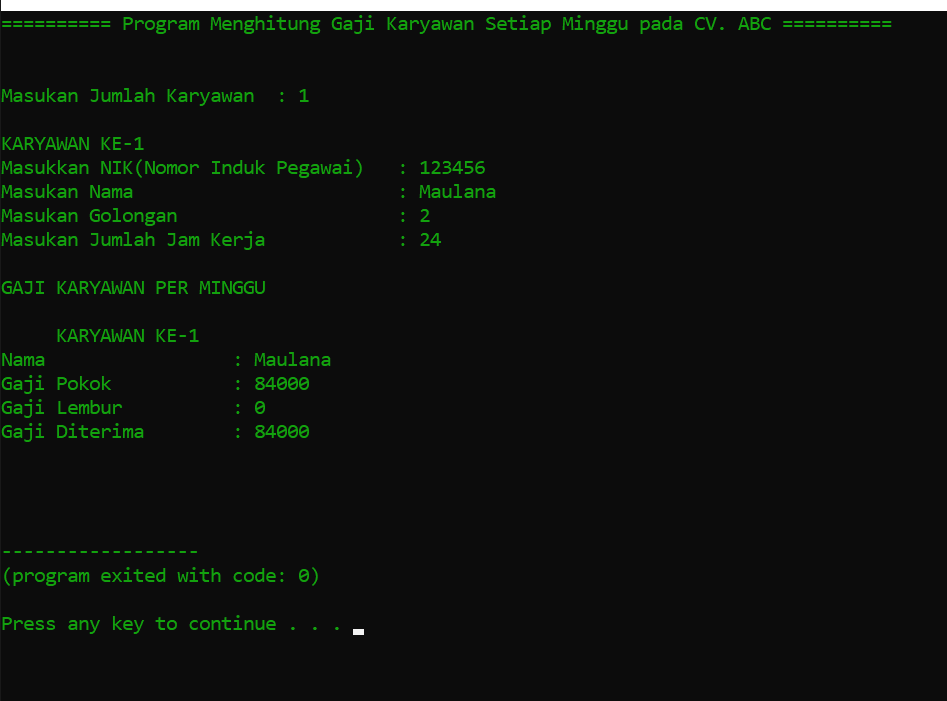 ========== Program Menghitung Gaji Karyawan Setiap Minggu pada CV. ABC ==========
Masukan Jumlah Karyawan  : 1
KARYAWAN KE-1
Masukkan NIK(Nomor Induk Pegawai)   : 123456
Masukan Nama                        : Maulana
Masukan Golongan                    : 2
Masukan Jumlah Jam Kerja            : 24
GAJI KARYAWAN PER MINGGU
     KARYAWAN KE-1
Nama                 : Maulana
Gaji Pokok           : 84000
Gaji Lembur          : 0
Gaji Diterima        : 84000
------------------
(program exited with code: 0)
Press any key to continue . . .